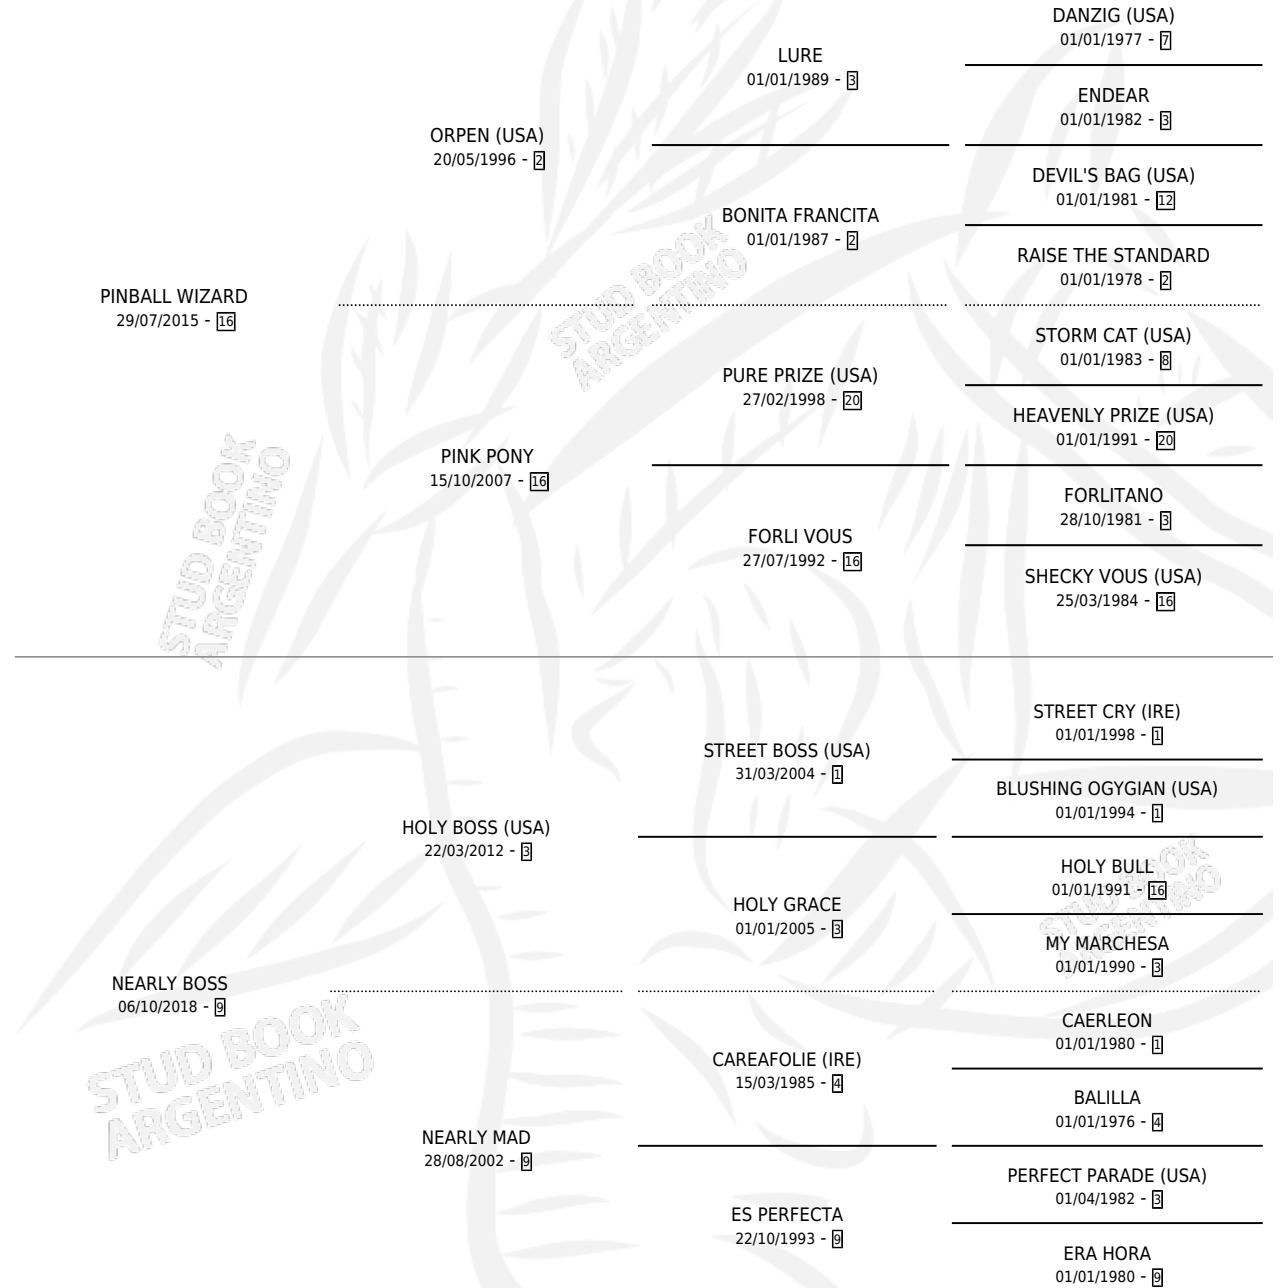 DANZIG (USA)
01/01/1977 - 7
LURE
01/01/1989 - 3
ENDEAR
01/01/1982 - 3
ORPEN (USA)
20/05/1996 - 2
DEVIL'S BAG (USA)
01/01/1981 - 12
BONITA FRANCITA
01/01/1987 - 2
RAISE THE STANDARD
01/01/1978 - 2
PINBALL WIZARD
29/07/2015 - 16
STUD BOOK
ARGENTINO
STORM CAT (USA)
01/01/1983 - 8
PURE PRIZE (USA)
27/02/1998 - 20
HEAVENLY PRIZE (USA)
01/01/1991 - 20
PINK PONY
15/10/2007 - 16
FORLITANO
28/10/1981 - 3
FORLI VOUS
27/07/1992 - 16
SHECKY VOUS (USA)
25/03/1984 - 16
STUD BOOK
ARGENTINO
STREET CRY (IRE)
01/01/1998 - 1
STREET BOSS (USA)
31/03/2004 - 1
BLUSHING OGYGIAN (USA)
01/01/1994 - 1
HOLY BOSS (USA)
22/03/2012 - 3
HOLY BULL
01/01/1991 - 16
HOLY GRACE
01/01/2005 - 3
MY MARCHESA
01/01/1990 - 3
STUD BOOK
ARGENTINO
NEARLY BOSS
06/10/2018 - 9
CAERLEON
01/01/1980 - 1
CAREAFOLIE (IRE)
15/03/1985 - 4
BALILLA
01/01/1976 - 4
STUD BOOK
ARGENTINO
NEARLY MAD
28/08/2002 - 9
PERFECT PARADE (USA)
01/04/1982 - 3
ES PERFECTA
22/10/1993 - 9
ERA HORA
01/01/1980 - 9